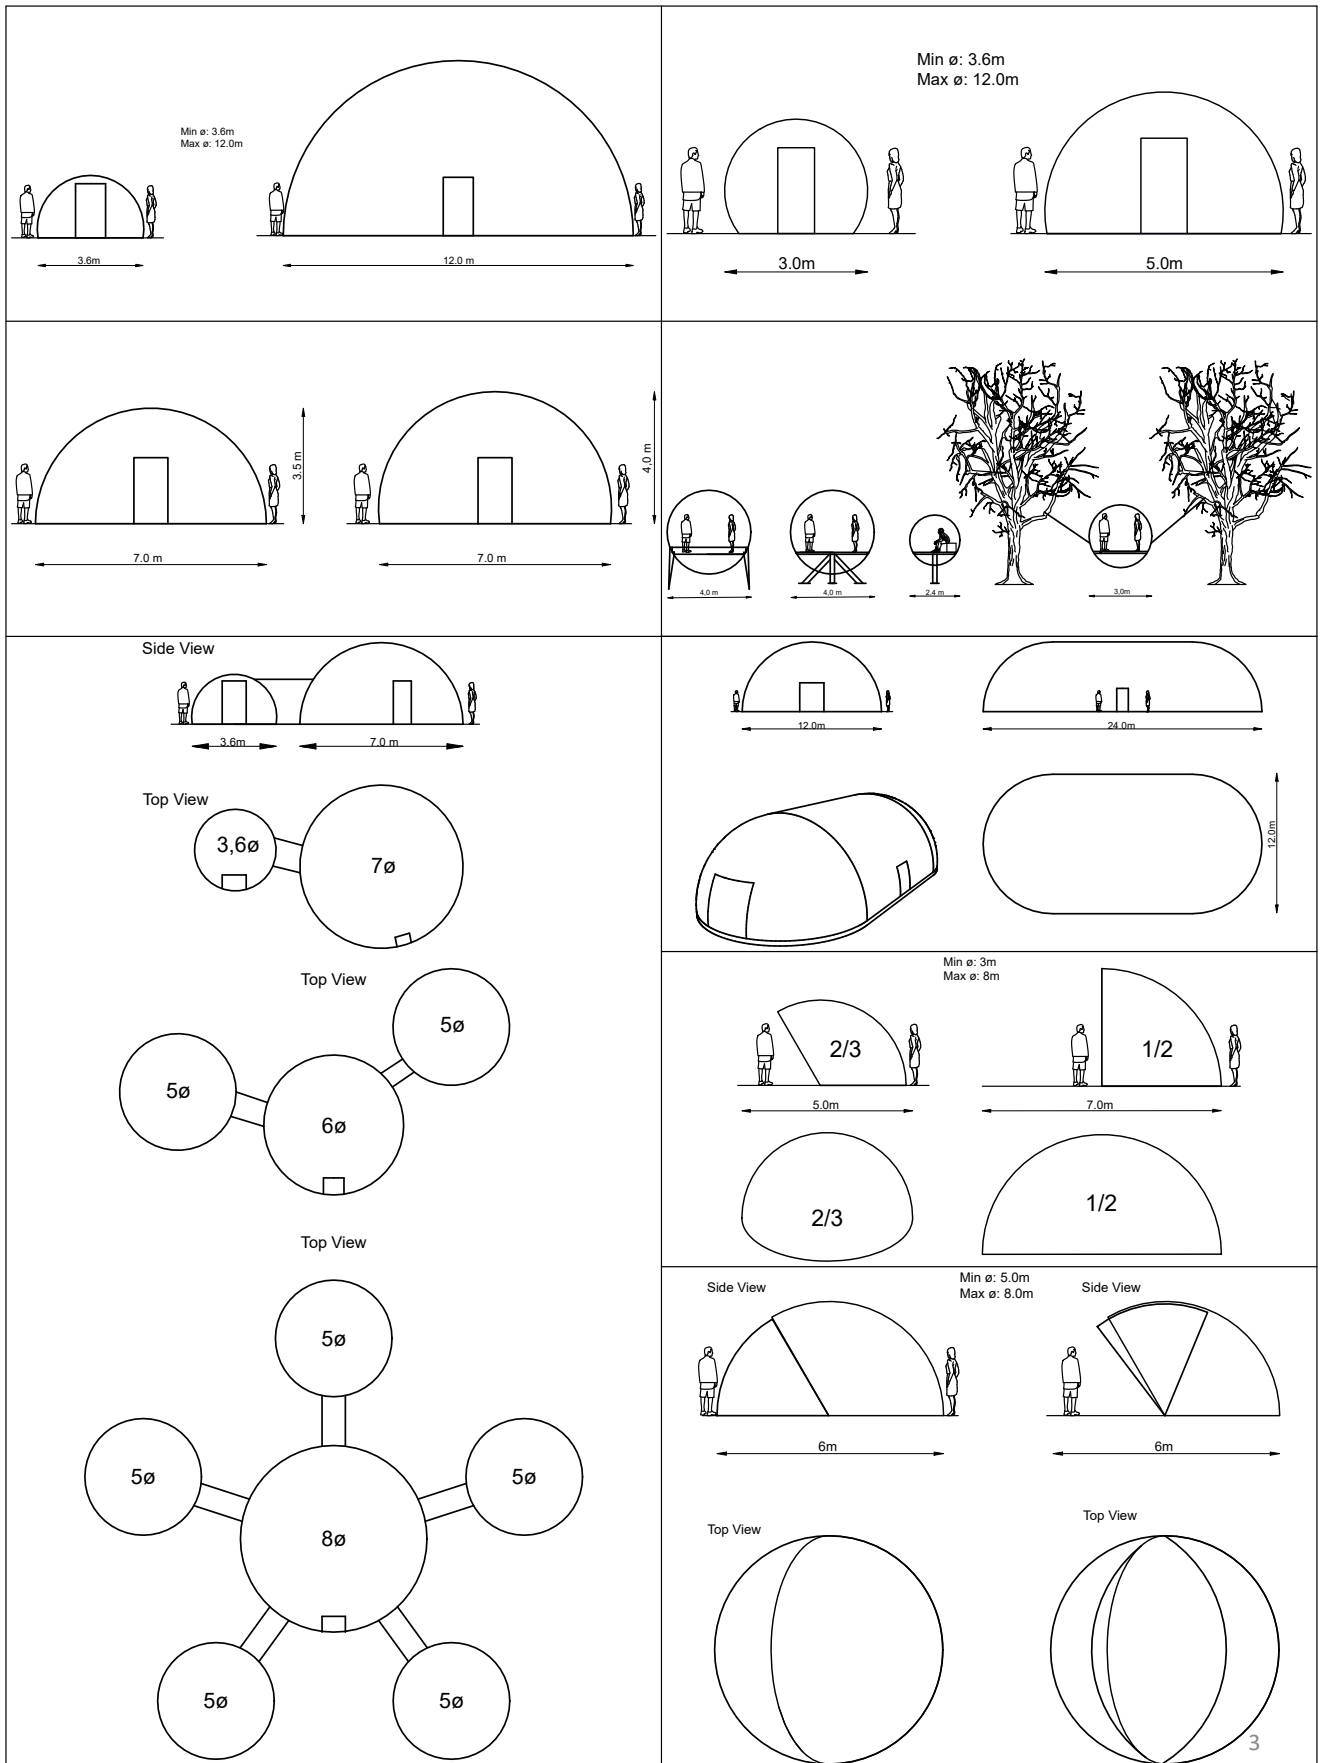 Min ø: 3.6m
Max ø: 12.0m
3.6m
12.0 m
Min ø: 3.6m
Max ø: 12.0m
3.0m
5.0m
3.5 m
7.0 m
4,0 m
7.0 m
4,0 m
4,0 m
2.4 m
3,0m
Side View
3.6m
7.0 m
Top View
3,6ø
7ø
Top View
5ø
5ø
6ø
Top View
5ø
5ø
5ø
8ø
5ø
5ø
12.0m
24.0m
12.0m
Min ø: 3m
Max ø: 8m
2/3
1/2
5.0m
7.0m
2/3
1/2
Side View
Min ø: 5.0m
Max ø: 8.0m
Side View
6m
6m
Top View
Top View
3